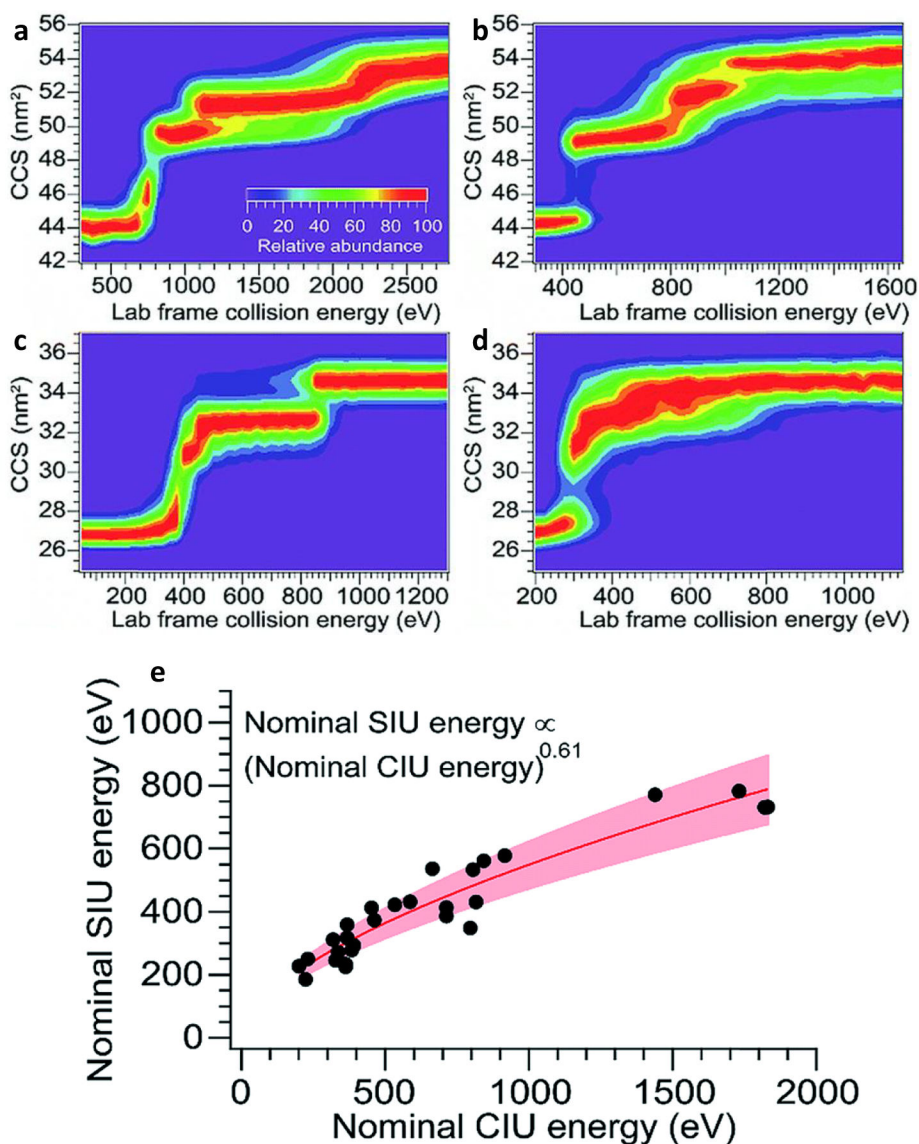 a
b
56
54
52
50
48
46
44
42
CCS (nm²)
0 20 40 60 80 100
Relative abundance
500 1000 1500 2000 2500
Lab frame collision energy (eV)
56
54
52
50
48
46
44
42
CCS (nm²)
400 800 1200 1600
Lab frame collision energy (eV)
c
d
36
34
32
30
28
26
CCS (nm²)
200 400 600 800 1000 1200
Lab frame collision energy (eV)
36
34
32
30
28
26
CCS (nm²)
200 400 600 800 1000
Lab frame collision energy (eV)
e
Nominal SIU energy ∝
(Nominal CIU energy)^0.61
1000
800
600
400
200
0
Nominal SIU energy (eV)
0 500 1000 1500 2000
Nominal CIU energy (eV)